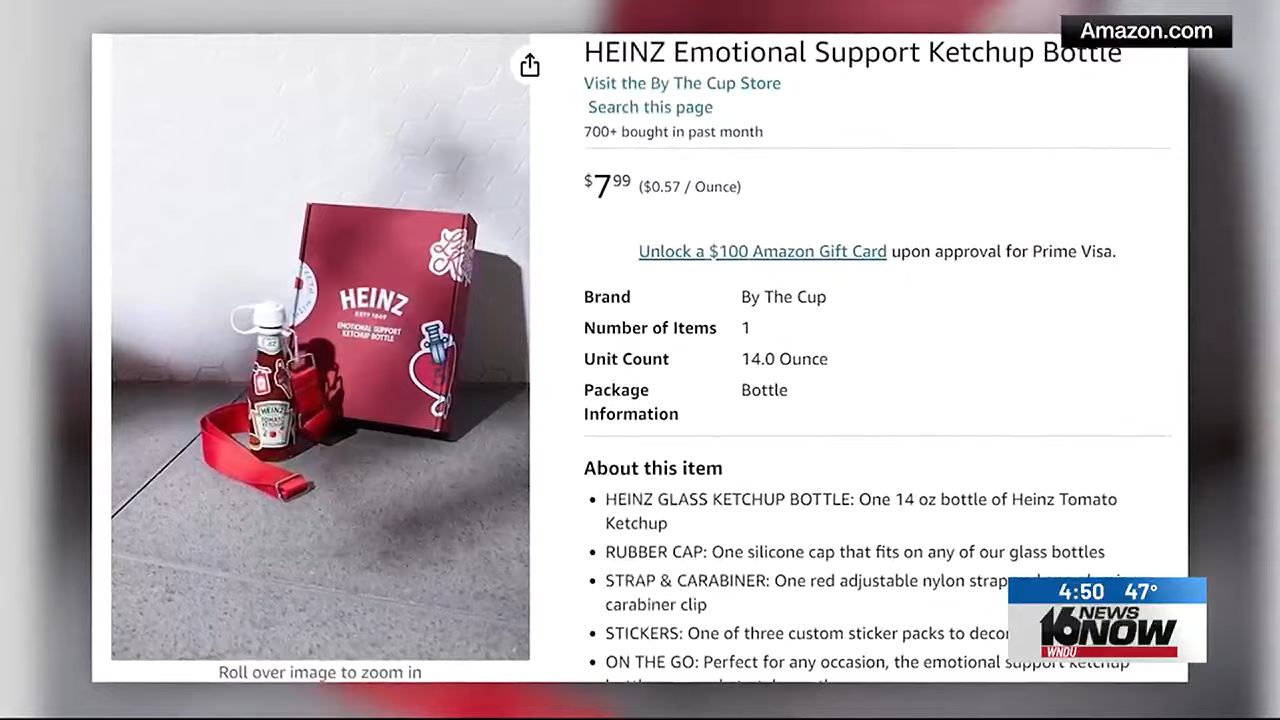 Amazon.com
HEINZ Emotional Support Ketchup Bottle
Visit the By The Cup Store
Search this page
700+ bought in past month
$7.99 ($0.57 / Ounce)
Unlock a $100 Amazon Gift Card upon approval for Prime Visa.
Brand By The Cup
Number of Items 1
Unit Count 14.0 Ounce
Package Bottle
Information
About this item
• HEINZ GLASS KETCHUP BOTTLE: One 14 oz bottle of Heinz Tomato
Ketchup
• RUBBER CAP: One silicone cap that fits on any of our glass bottles
• STRAP & CARABINER: One red adjustable nylon strap
carabiner clip
• STICKERS: One of three custom sticker packs to
• ON THE GO: Perfect for any occasion, the emotional support ketchup
HEINZ
ESTD 1869
EMOTIONAL SUPPORT
KETCHUP BOTTLE
HEINZ
TOMATO
KETCHUP
Roll over image to zoom in
4:50 47°
16 NEWS
NOW
WNDU